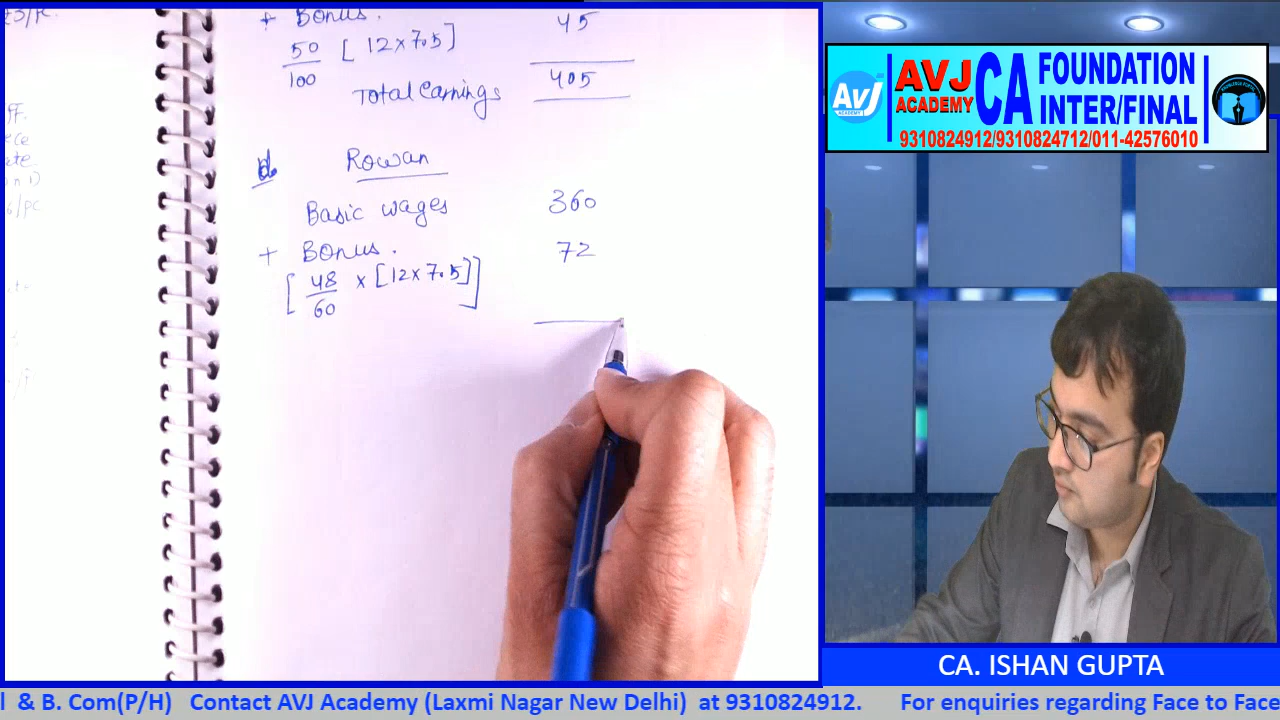 + Bonus. 45
50/100 [12 x 7.5]
Total Earnings 405
d Rowan
Basic wages 360
+ Bonus. 72
[48/60 x [12 x 7.5]]
AVJ
ACADEMY
AVJ
ACADEMY
CA
FOUNDATION
INTER/FINAL
9310824912/9310824712/011-42576010
CA. ISHAN GUPTA
l & B. Com(P/H) Contact AVJ Academy (Laxmi Nagar New Delhi) at 9310824912. For enquiries regarding Face to Face